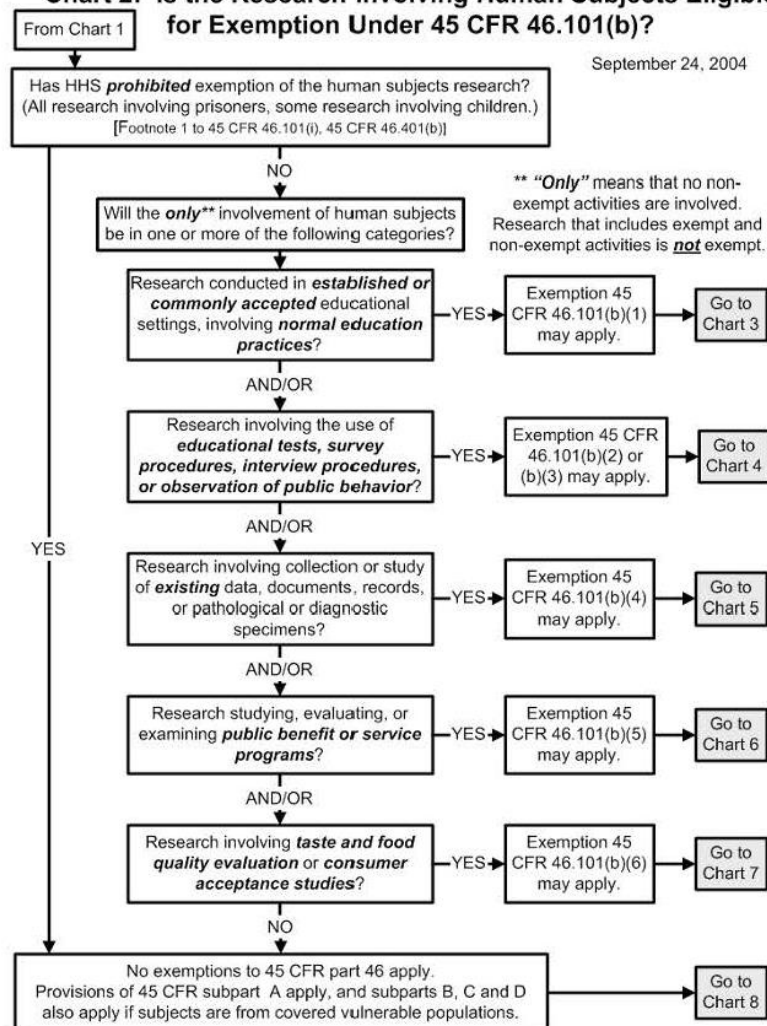 Chart 2: Is the Research Involving Human Subjects Eligible
for Exemption Under 45 CFR 46.101(b)?
From Chart 1
September 24, 2004
Has HHS prohibited exemption of the human subjects research?
(All research involving prisoners, some research involving children.)
[Footnote 1 to 45 CFR 46.101(i), 45 CFR 46.401(b)]
NO
** "Only" means that no non-
exempt activities are involved.
Research that includes exempt and
non-exempt activities is not exempt.
Will the only** involvement of human subjects
be in one or more of the following categories?
Research conducted in established or
commonly accepted educational
settings, involving normal education
practices?
YES
Exemption 45
CFR 46.101(b)(1)
may apply.
Go to
Chart 3
AND/OR
Research involving the use of
educational tests, survey
procedures, interview procedures,
or observation of public behavior?
YES
Exemption 45 CFR
46.101(b)(2) or
(b)(3) may apply.
Go to
Chart 4
AND/OR
YES
Research involving collection or study
of existing data, documents, records,
or pathological or diagnostic
specimens?
YES
Exemption 45
CFR 46.101(b)(4)
may apply.
Go to
Chart 5
AND/OR
Research studying, evaluating, or
examining public benefit or service
programs?
YES
Exemption 45
CFR 46.101(b)(5)
may apply.
Go to
Chart 6
AND/OR
Research involving taste and food
quality evaluation or consumer
acceptance studies?
YES
Exemption 45
CFR 46.101(b)(6)
may apply.
Go to
Chart 7
NO
No exemptions to 45 CFR part 46 apply.
Provisions of 45 CFR subpart A apply, and subparts B, C and D
also apply if subjects are from covered vulnerable populations.
Go to
Chart 8